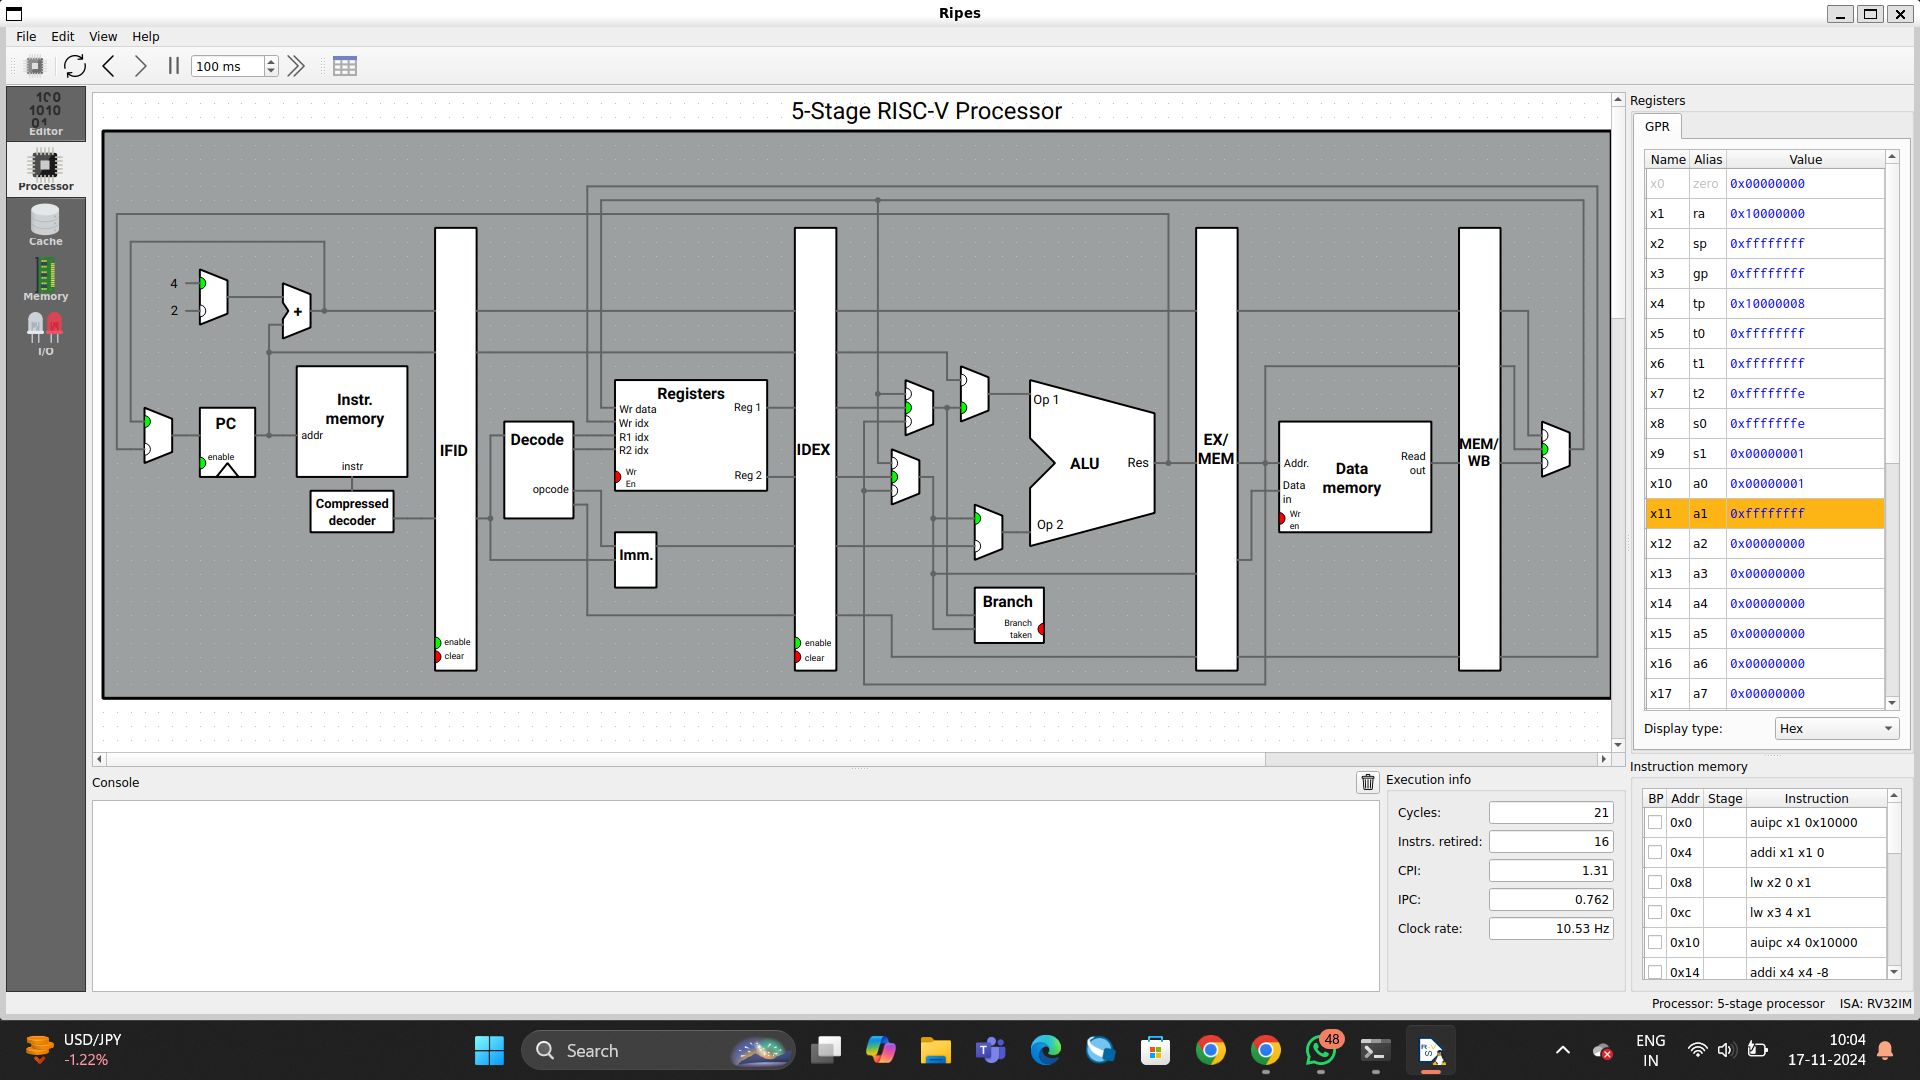 Ripes
File Edit View Help
100 ms
Editor
Processor
Cache
Memory
I/O
5-Stage RISC-V Processor
4
2
+
PC
enable
Instr.
memory
addr
instr
Compressed
decoder
IFID
enable
clear
Decode
opcode
Registers
Wr data
Wr idx
R1 idx
R2 idx
Wr
En
Reg 1
Reg 2
Imm.
IDEX
enable
clear
Op 1
ALU
Res
Op 2
Branch
Branch
taken
EX/
MEM
Addr.
Data
in
Wr
en
Data
memory
Read
out
MEM/
WB
Registers
GPR
Name Alias Value
x0 zero 0x00000000
x1 ra 0x10000000
x2 sp 0xffffffff
x3 gp 0xffffffff
x4 tp 0x10000008
x5 t0 0xffffffff
x6 t1 0xffffffff
x7 t2 0xfffffffe
x8 s0 0xfffffffe
x9 s1 0x00000001
x10 a0 0x00000001
x11 a1 0xffffffff
x12 a2 0x00000000
x13 a3 0x00000000
x14 a4 0x00000000
x15 a5 0x00000000
x16 a6 0x00000000
x17 a7 0x00000000
Display type: Hex
Console
Execution info
Cycles: 21
Instrs. retired: 16
CPI: 1.31
IPC: 0.762
Clock rate: 10.53 Hz
Instruction memory
BP Addr Stage Instruction
0x0 auipc x1 0x10000
0x4 addi x1 x1 0
0x8 lw x2 0 x1
0xc lw x3 4 x1
0x10 auipc x4 0x10000
0x14 addi x4 x4 -8
Processor: 5-stage processor ISA: RV32IM
USD/JPY
-1.22%
Search
48
ENG
IN
10:04
17-11-2024